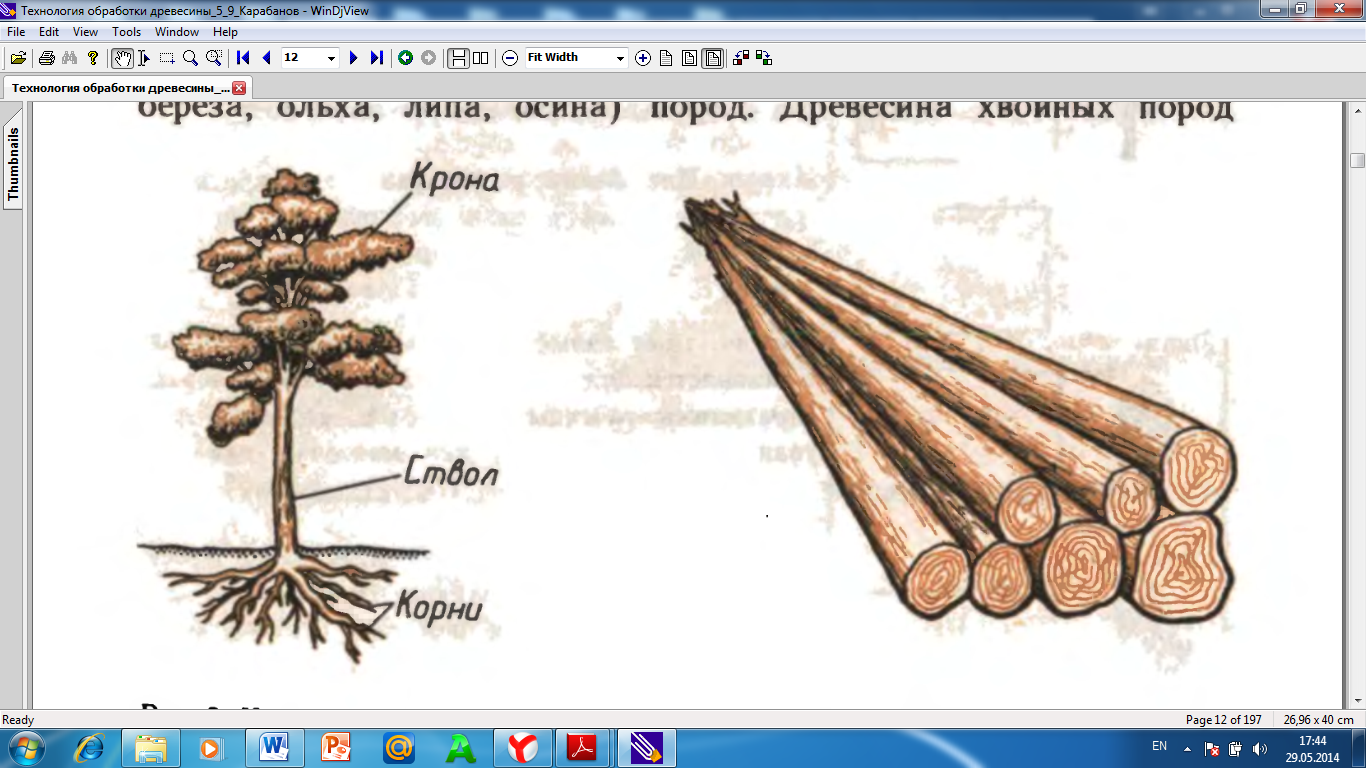 Технология обработки древесины_5_9_Карабанов - WinDjView
File Edit View Tools Window Help
12 Fit Width
Технология обработки древесины_...
Thumbnails
береза, ольха, липа, осина) пород. Древесина хвойных пород
Крона
Ствол
Корни
Ready Page 12 of 197 26,96 x 40 cm
EN 17:44
29.05.2014